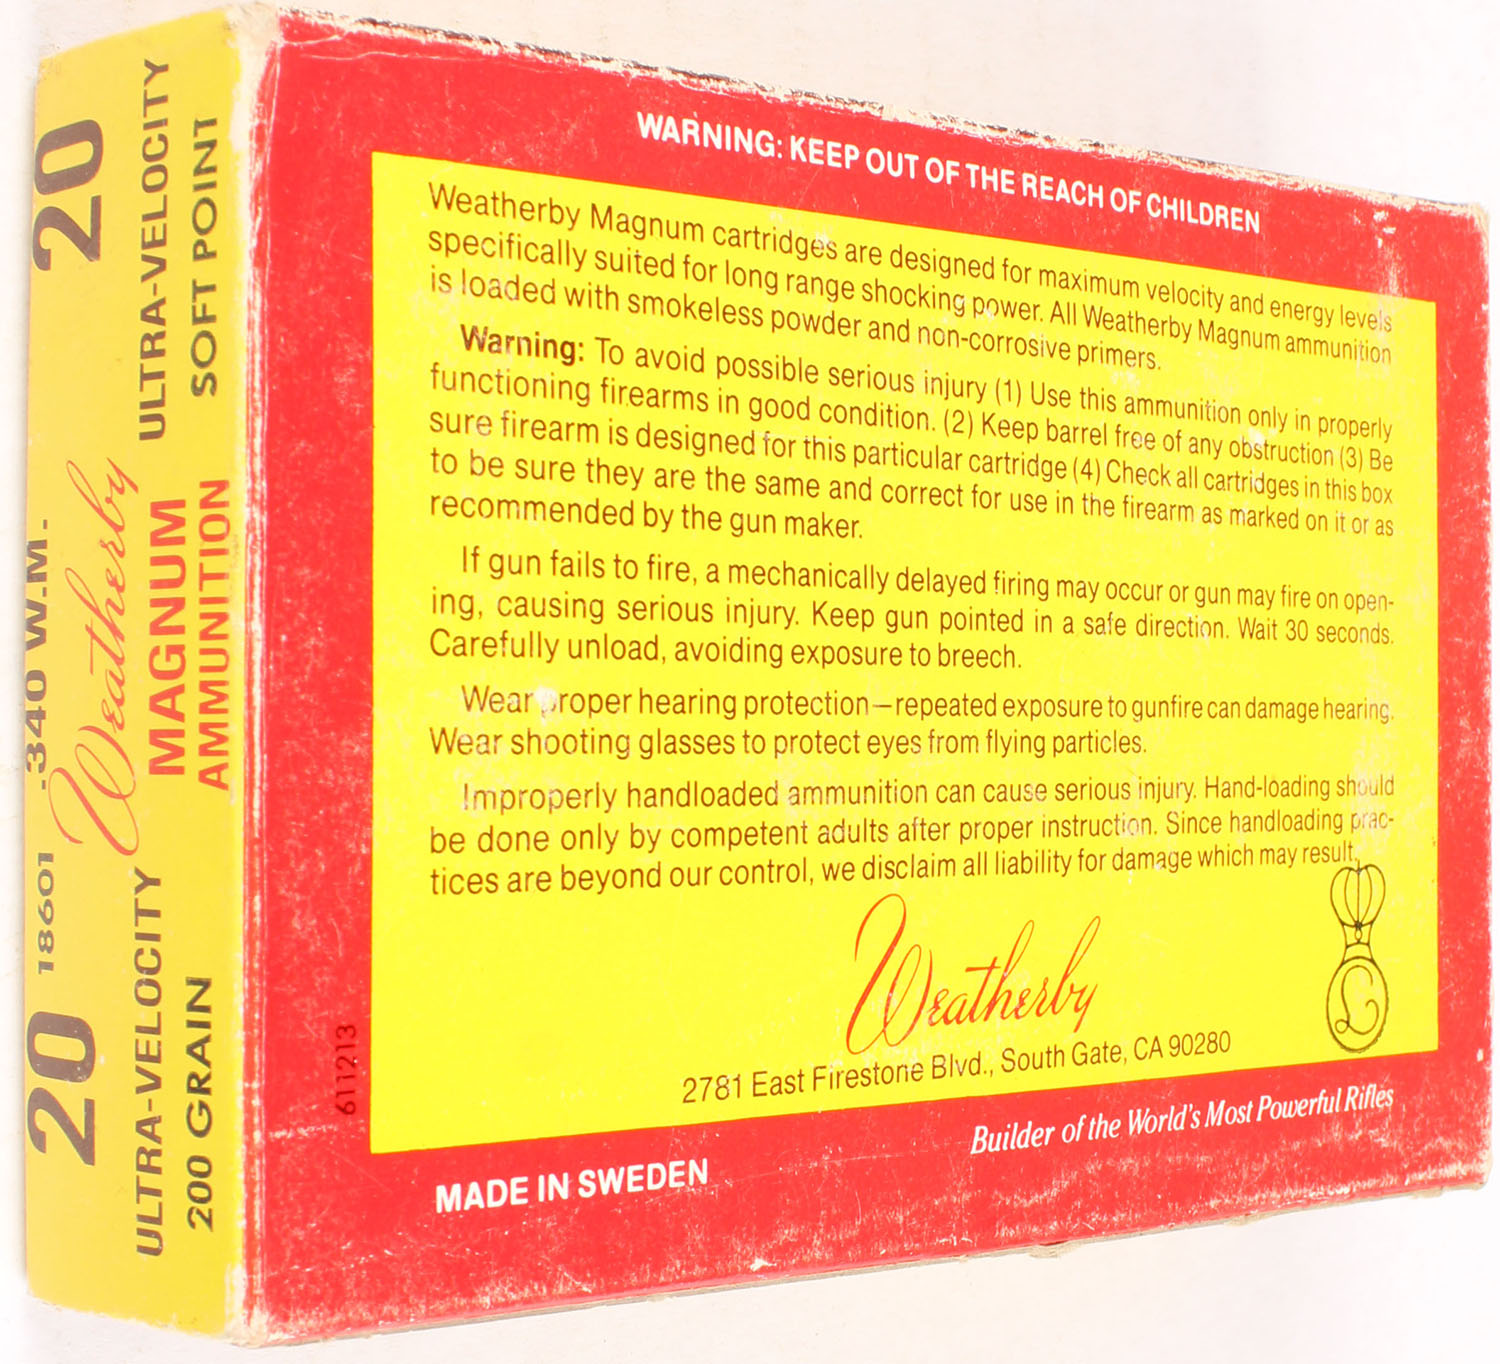 20 18601 .340 W.M. 20
Weatherby
ULTRA-VELOCITY MAGNUM ULTRA-VELOCITY
200 GRAIN AMMUNITION SOFT POINT
WARNING: KEEP OUT OF THE REACH OF CHILDREN
Weatherby Magnum cartridges are designed for maximum velocity and energy levels
specifically suited for long range shocking power. All Weatherby Magnum ammunition
is loaded with smokeless powder and non-corrosive primers.
Warning: To avoid possible serious injury (1) Use this ammunition only in properly
functioning firearms in good condition. (2) Keep barrel free of any obstruction (3) Be
sure firearm is designed for this particular cartridge (4) Check all cartridges in this box
to be sure they are the same and correct for use in the firearm as marked on it or as
recommended by the gun maker.
If gun fails to fire, a mechanically delayed firing may occur or gun may fire on open-
ing, causing serious injury. Keep gun pointed in a safe direction. Wait 30 seconds.
Carefully unload, avoiding exposure to breech.
Wear proper hearing protection—repeated exposure to gunfire can damage hearing.
Wear shooting glasses to protect eyes from flying particles.
Improperly handloaded ammunition can cause serious injury. Hand-loading should
be done only by competent adults after proper instruction. Since handloading prac-
tices are beyond our control, we disclaim all liability for damage which may result.
Weatherby
2781 East Firestone Blvd., South Gate, CA 90280
L
611213
Builder of the World's Most Powerful Rifles
MADE IN SWEDEN